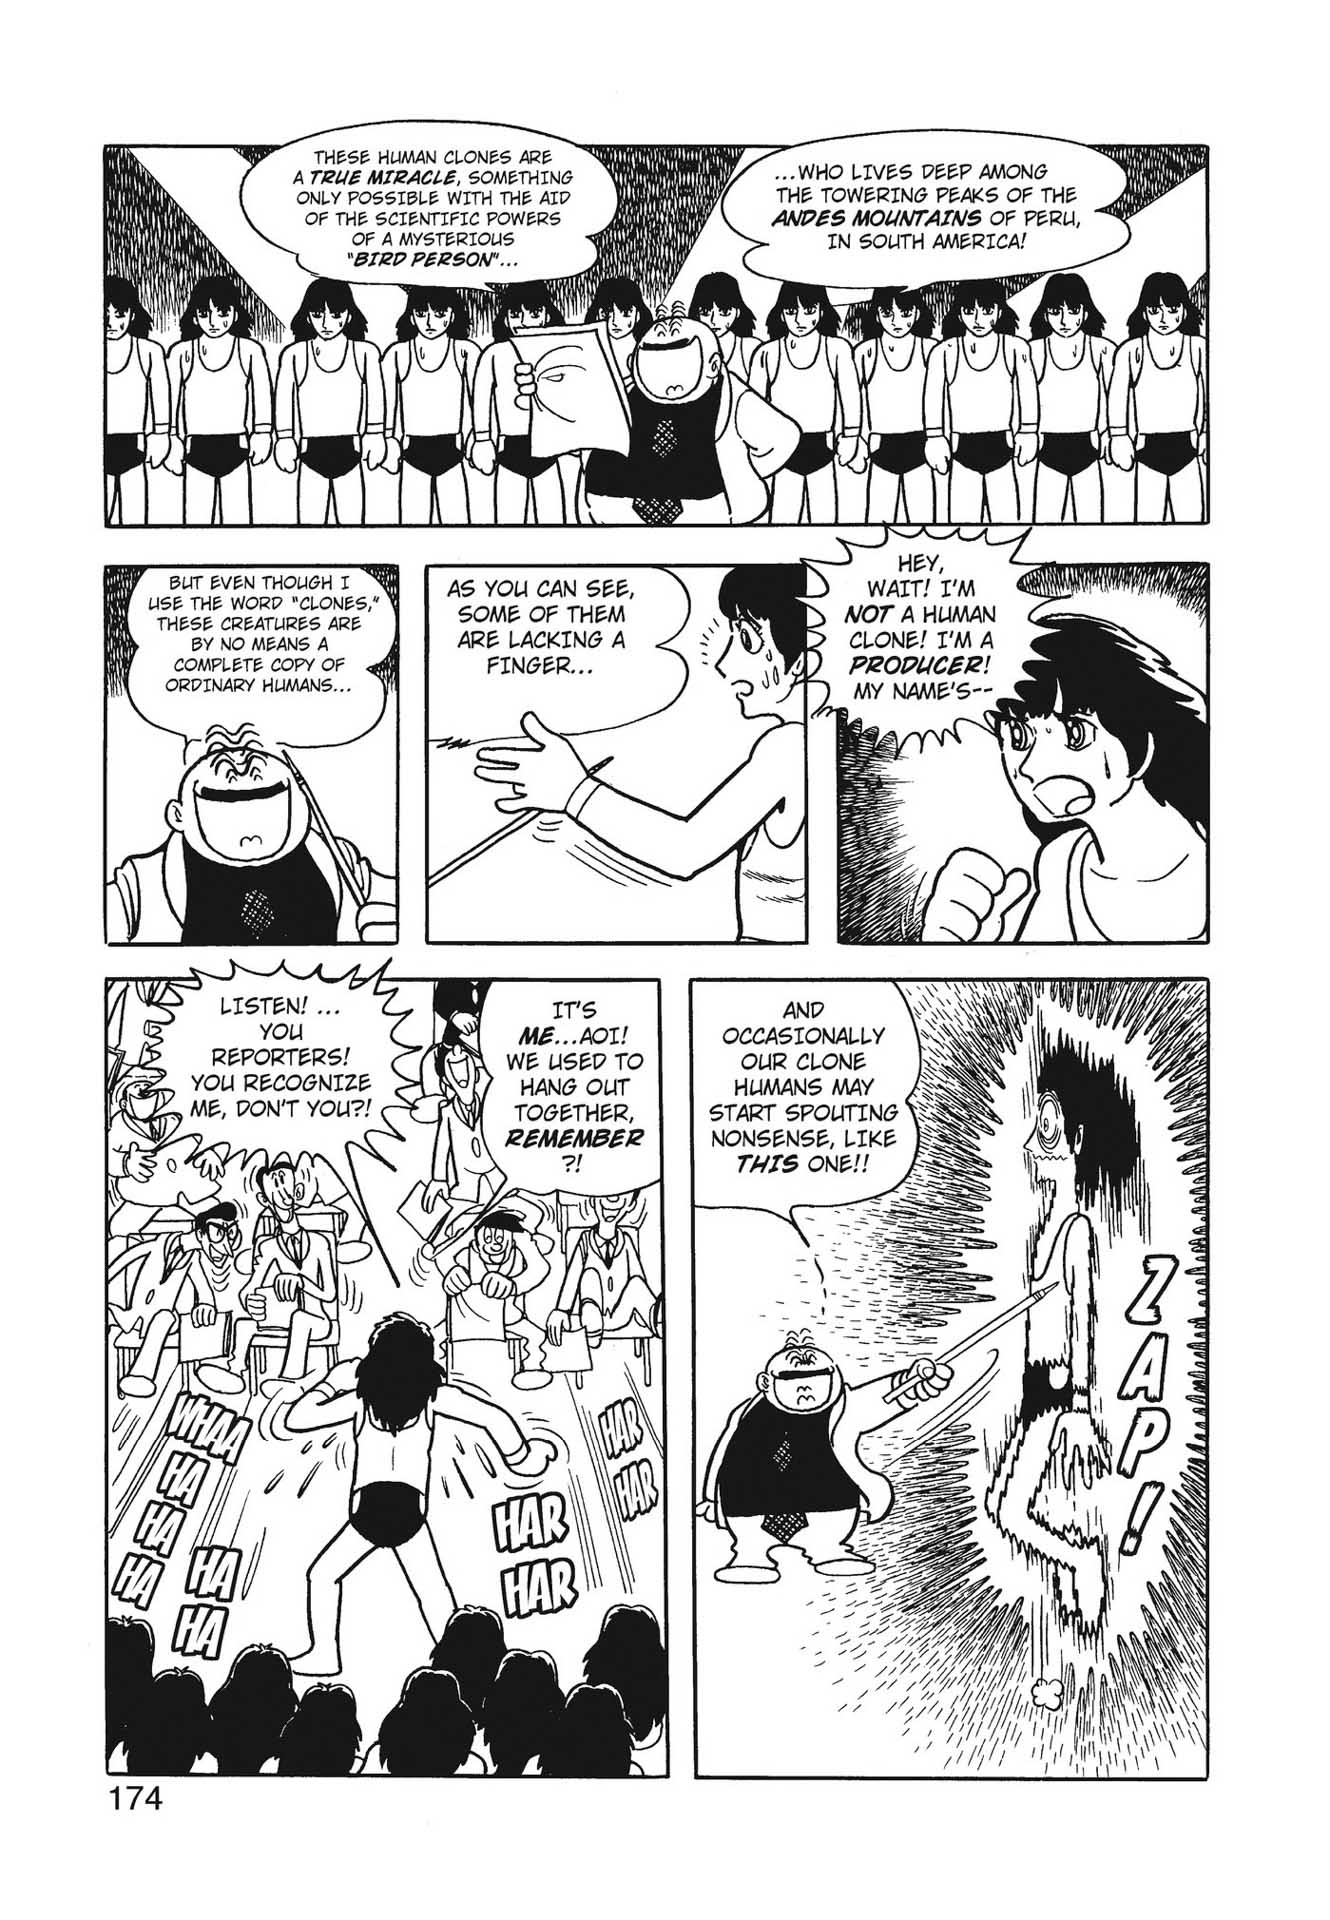 THESE HUMAN CLONES ARE
A TRUE MIRACLE, SOMETHING
ONLY POSSIBLE WITH THE AID
OF THE SCIENTIFIC POWERS
OF A MYSTERIOUS
"BIRD PERSON"...
...WHO LIVES DEEP AMONG
THE TOWERING PEAKS OF THE
ANDES MOUNTAINS OF PERU,
IN SOUTH AMERICA!
BUT EVEN THOUGH I
USE THE WORD "CLONES,"
THESE CREATURES ARE
BY NO MEANS A
COMPLETE COPY OF
ORDINARY HUMANS...
AS YOU CAN SEE,
SOME OF THEM
ARE LACKING A
FINGER...
HEY,
WAIT! I'M
NOT A HUMAN
CLONE! I'M A
PRODUCER!
MY NAME'S--
LISTEN! ...
YOU
REPORTERS!
YOU RECOGNIZE
ME, DON'T YOU?!
IT'S
ME...AOI!
WE USED TO
HANG OUT
TOGETHER,
REMEMBER
?!
WHAA
HA
HA
HA
HA
HA
HAR
HAR
HAR
HAR
AND
OCCASIONALLY
OUR CLONE
HUMANS MAY
START SPOUTING
NONSENSE, LIKE
THIS ONE!!
ZAP!
174